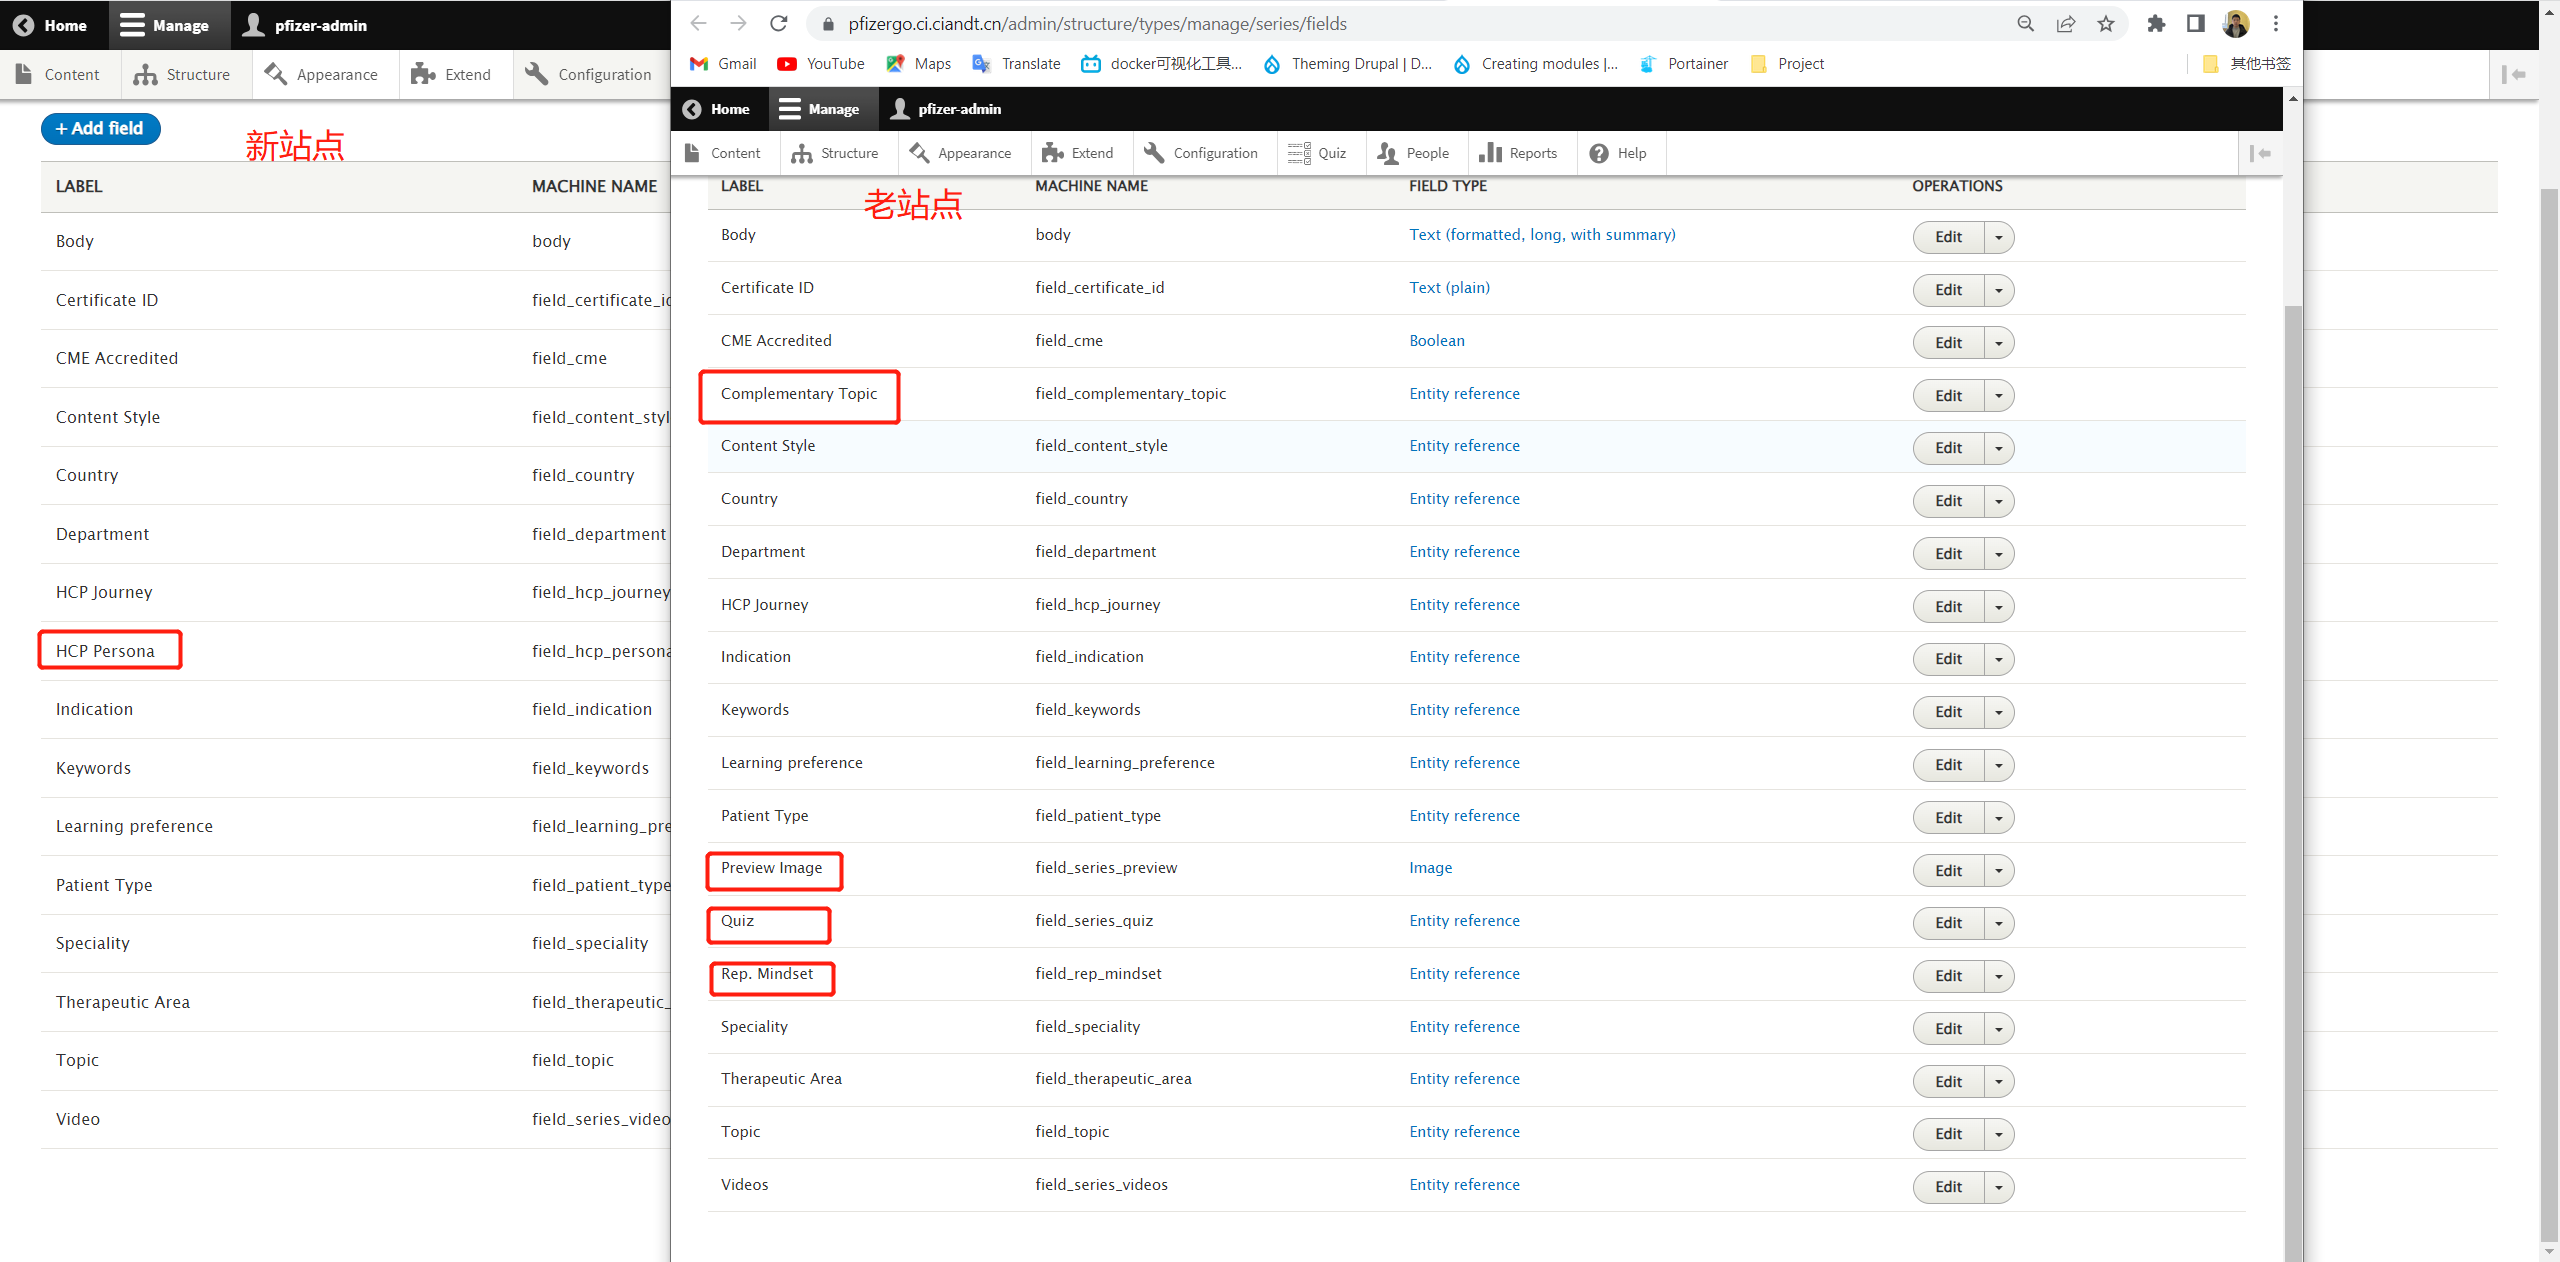 Home Manage pfizer-admin
Content Structure Appearance Extend Configuration
+ Add field
新站点
LABEL MACHINE NAME
Body body
Certificate ID field_certificate_id
CME Accredited field_cme
Content Style field_content_styl
Country field_country
Department field_department
HCP Journey field_hcp_journey
HCP Persona field_hcp_persona
Indication field_indication
Keywords field_keywords
Learning preference field_learning_pre
Patient Type field_patient_type
Speciality field_speciality
Therapeutic Area field_therapeutic_
Topic field_topic
Video field_series_video
pfizergo.ci.ciandt.cn/admin/structure/types/manage/series/fields
Gmail YouTube Maps Translate docker可视化工具... Theming Drupal | D... Creating modules |... Portainer Project 其他书签
Home Manage pfizer-admin
Content Structure Appearance Extend Configuration Quiz People Reports Help
LABEL MACHINE NAME FIELD TYPE OPERATIONS
老站点
Body body Text (formatted, long, with summary) Edit
Certificate ID field_certificate_id Text (plain) Edit
CME Accredited field_cme Boolean Edit
Complementary Topic field_complementary_topic Entity reference Edit
Content Style field_content_style Entity reference Edit
Country field_country Entity reference Edit
Department field_department Entity reference Edit
HCP Journey field_hcp_journey Entity reference Edit
Indication field_indication Entity reference Edit
Keywords field_keywords Entity reference Edit
Learning preference field_learning_preference Entity reference Edit
Patient Type field_patient_type Entity reference Edit
Preview Image field_series_preview Image Edit
Quiz field_series_quiz Entity reference Edit
Rep. Mindset field_rep_mindset Entity reference Edit
Speciality field_speciality Entity reference Edit
Therapeutic Area field_therapeutic_area Entity reference Edit
Topic field_topic Entity reference Edit
Videos field_series_videos Entity reference Edit